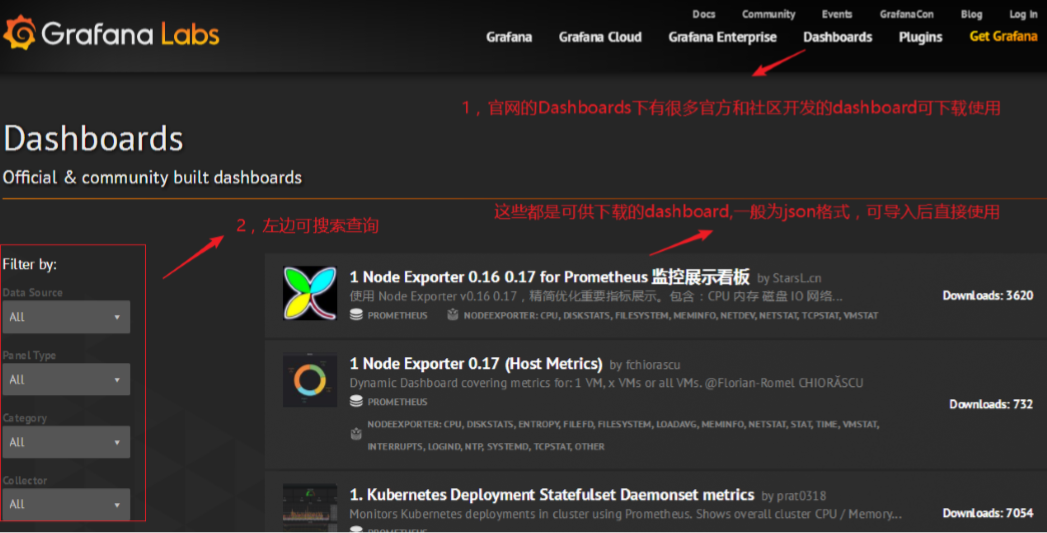 Grafana Labs
Docs Community Events GrafanaCon Blog Log In
Grafana Grafana Cloud Grafana Enterprise Dashboards Plugins Get Grafana
1，官网的Dashboards下有很多官方和社区开发的dashboard可下载使用
Dashboards
Official & community built dashboards
这些都是可供下载的dashboard,一般为json格式，可导入后直接使用
2，左边可搜索查询
Filter by:
Data Source
All
Panel Type
All
Category
All
Collector
All
1 Node Exporter 0.16 0.17 for Prometheus 监控展示看板 by StarsL.cn
使用 Node Exporter v0.16 0.17，精简优化重要指标展示。包含：CPU 内存 磁盘 IO 网络...
PROMETHEUS NODEEXPORTER: CPU, DISKSTATS, FILESYSTEM, MEMINFO, NETDEV, NETSTAT, TCPSTAT, VMSTAT
Downloads: 3620
1 Node Exporter 0.17 (Host Metrics) by fchiorascu
Dynamic Dashboard covering metrics for: 1 VM, x VMs or all VMs. @Florian-Romel CHIORĂSCU
PROMETHEUS
NODEEXPORTER: CPU, DISKSTATS, ENTROPY, FILEFD, FILESYSTEM, LOADAVG, MEMINFO, NETSTAT, STAT, TIME, VMSTAT,
INTERRUPTS, LOGIND, NTP, SYSTEMD, TCPSTAT, OTHER
Downloads: 732
1. Kubernetes Deployment Statefulset Daemonset metrics by prat0318
Monitors Kubernetes deployments in cluster using Prometheus. Shows overall cluster CPU / Memory...
PROMETHEUS
Downloads: 7054